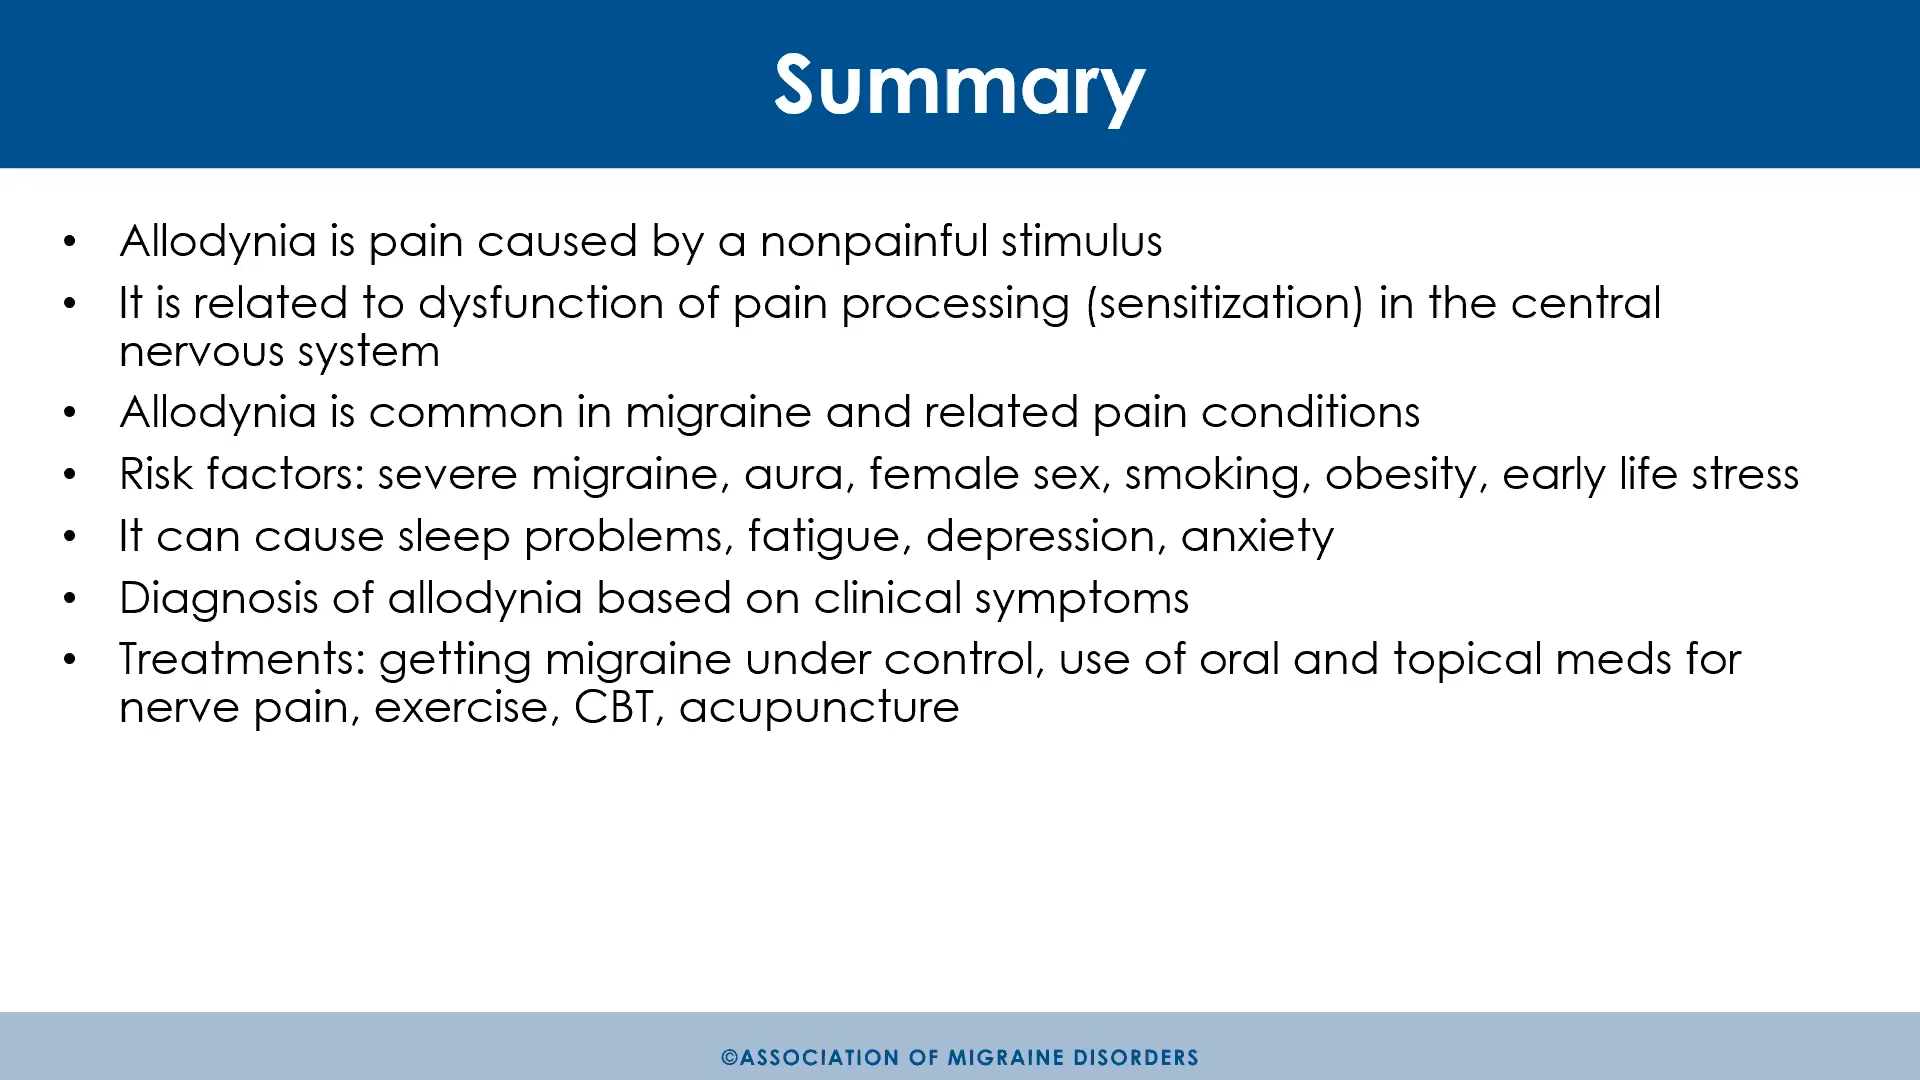 Summary
• Allodynia is pain caused by a nonpainful stimulus
• It is related to dysfunction of pain processing (sensitization) in the central
nervous system
• Allodynia is common in migraine and related pain conditions
• Risk factors: severe migraine, aura, female sex, smoking, obesity, early life stress
• It can cause sleep problems, fatigue, depression, anxiety
• Diagnosis of allodynia based on clinical symptoms
• Treatments: getting migraine under control, use of oral and topical meds for
nerve pain, exercise, CBT, acupuncture
©ASSOCIATION OF MIGRAINE DISORDERS